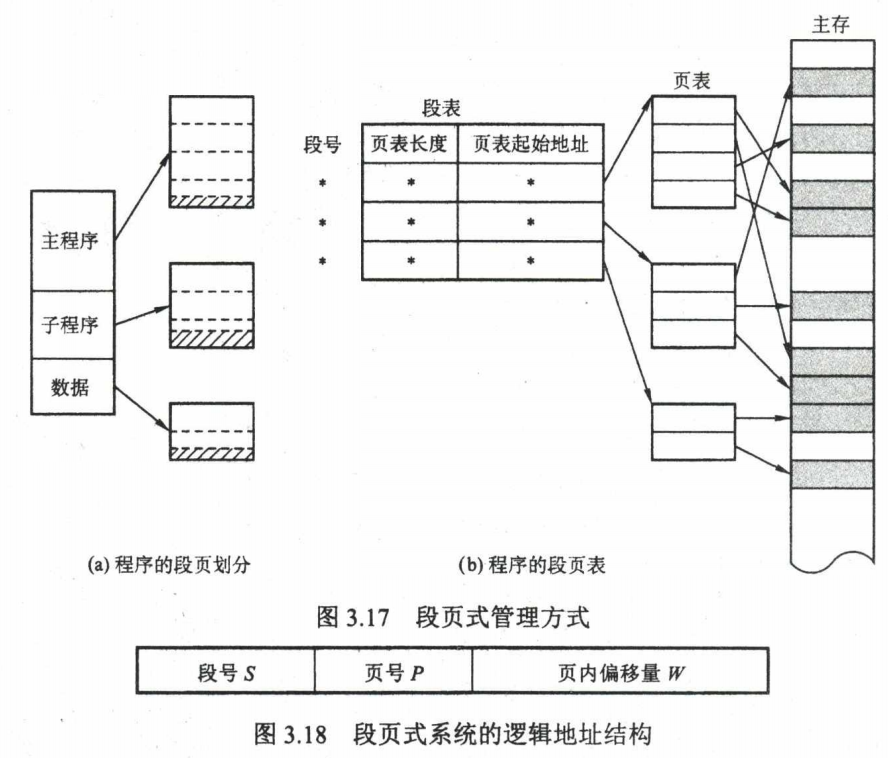 主存
页表
段表
段号 页表长度 页表起始地址
* * *
* * *
* * *
主程序
子程序
数据
(a) 程序的段页划分
(b) 程序的段页表
图 3.17 段页式管理方式
段号 S 页号 P 页内偏移量 W
图 3.18 段页式系统的逻辑地址结构